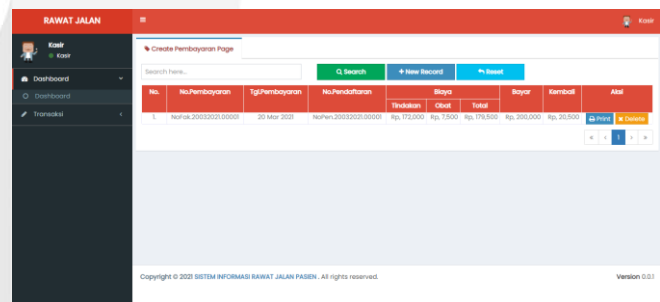 RAWAT JALAN
Kasir
Kasir
Kasir
Dashboard
Dashboard
Transaksi
Create Pembayaran Page
Search here...
Search
+ New Record
Reset
No. No.Pembayaran Tgl.Pembayaran No.Pendaftaran Biaya Bayar Kembali Aksi
Tindakan Obat Total
1. NoFak.20032021.00001 20 Mar 2021 NoPen.20032021.00001 Rp, 172,000 Rp, 7,500 Rp, 179,500 Rp, 200,000 Rp, 20,500 Print Delete
« ‹ 1 › »
Copyright © 2021 SISTEM INFORMASI RAWAT JALAN PASIEN . All rights reserved.
Version 0.0.1